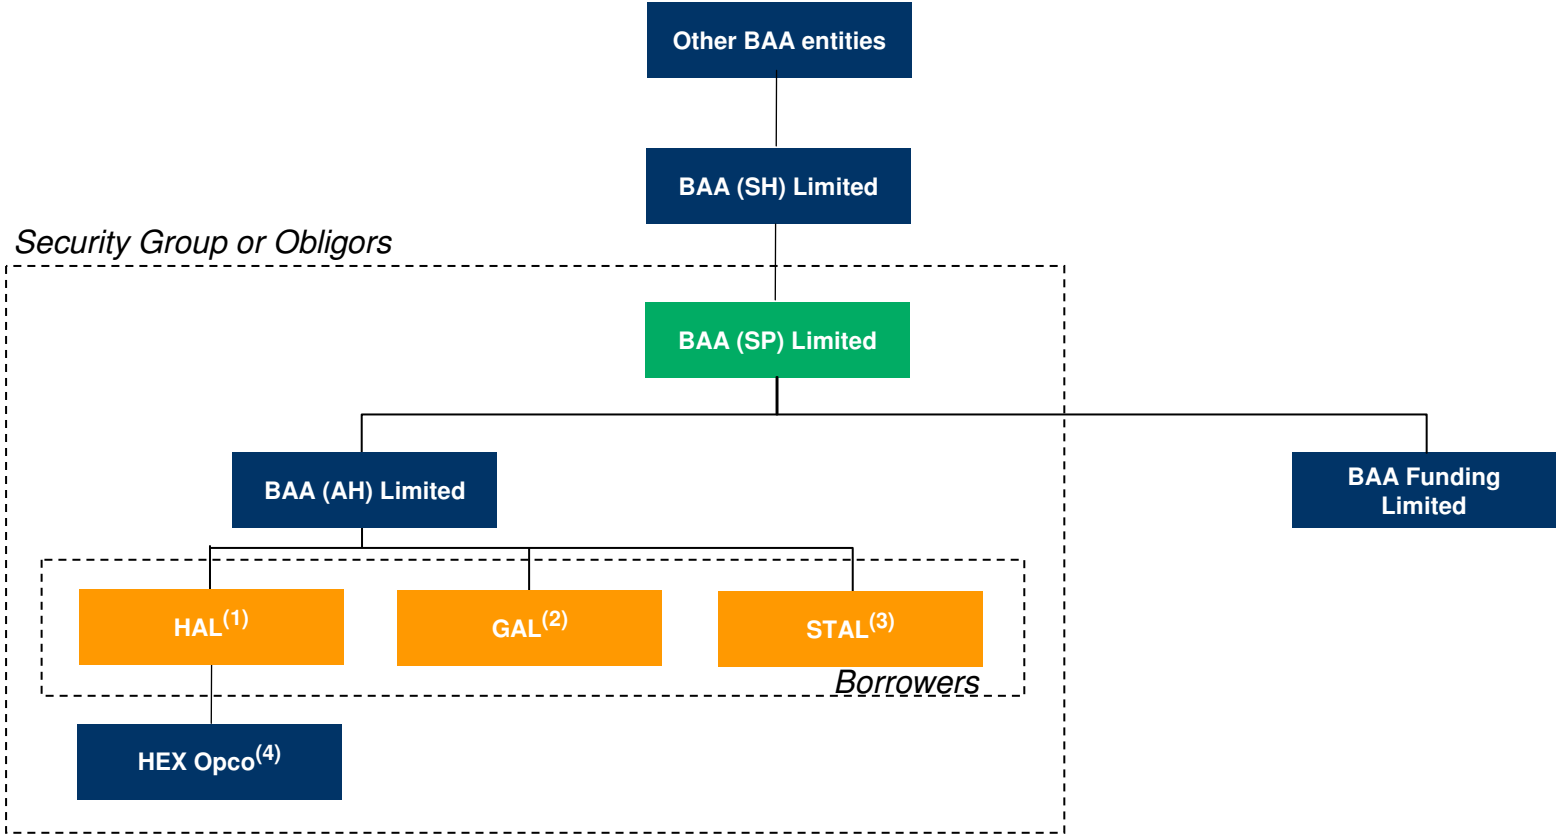 Other BAA entities
BAA (SH) Limited
Security Group or Obligors
BAA (SP) Limited
BAA (AH) Limited
BAA Funding
Limited
HAL(1)
GAL(2)
STAL(3)
Borrowers
HEX Opco(4)